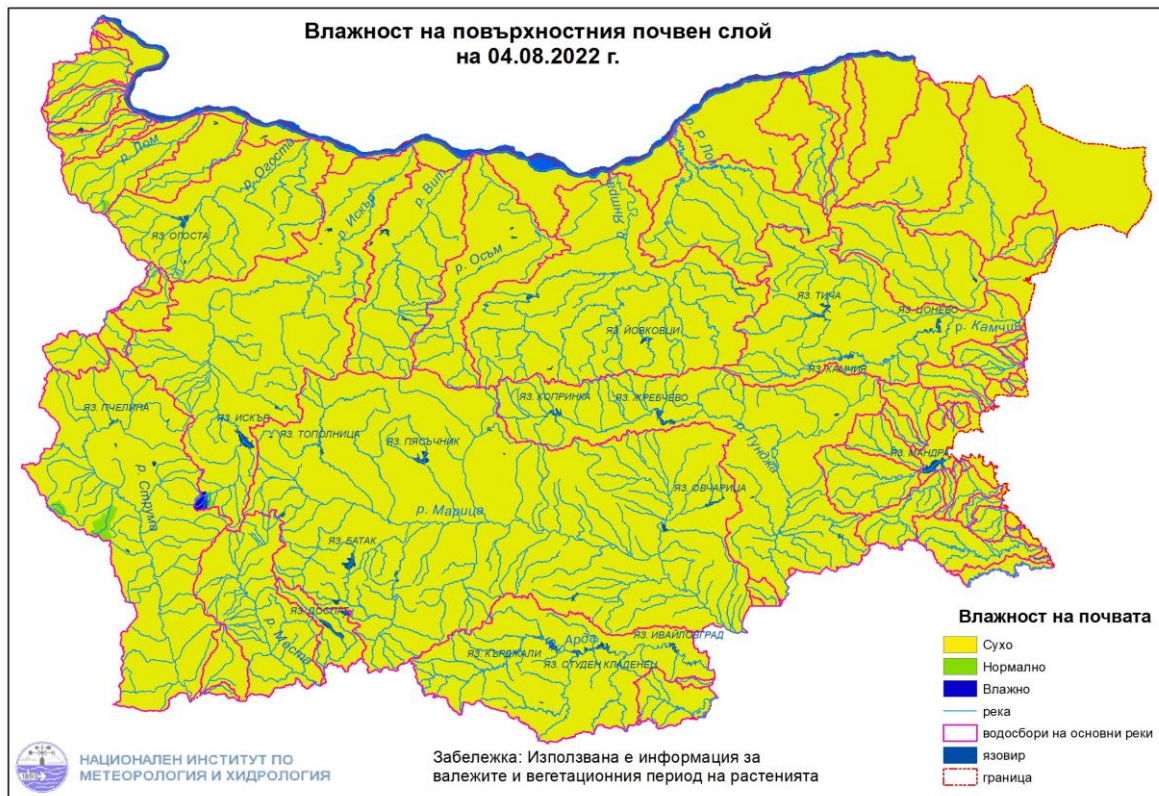 Влажност на повърхностния почвен слой
на 04.08.2022 г.
р. Лом
р. Огоста
р. Искър
р. Вит
р. Осъм
р. Янтра
р. Р Лом
ЯЗ. ОГОСТА
ЯЗ. ТИЧА
ЯЗ. ЦОНЕВО
р. Камчия
ЯЗ. ЙОВКОВЦИ
ЯЗ. КАМЧИЯ
ЯЗ. ПЧЕЛИНА
ЯЗ. ИСКЪР
ЯЗ. ТОПОЛНИЦА
ЯЗ. ПЯСЪЧНИК
ЯЗ. КОПРИНКА
ЯЗ. ЖРЕБЧЕВО
р. Тунджа
ЯЗ. МАНДРА
р. Струма
ЯЗ. ОВЧАРИЦА
р. Марица
ЯЗ. БАТАК
ЯЗ. ДОСПАТ
р. Места
Арда
ЯЗ. ИВАЙЛОВГРАД
ЯЗ. КЪРДЖАЛИ
ЯЗ. СТУДЕН КЛАДЕНЕЦ
Влажност на почвата
Сухо
Нормално
Влажно
река
водосбори на основни реки
язовир
граница
НАЦИОНАЛЕН ИНСТИТУТ ПО
МЕТЕОРОЛОГИЯ И ХИДРОЛОГИЯ
Забележка: Използвана е информация за
валежите и вегетационния период на растенията